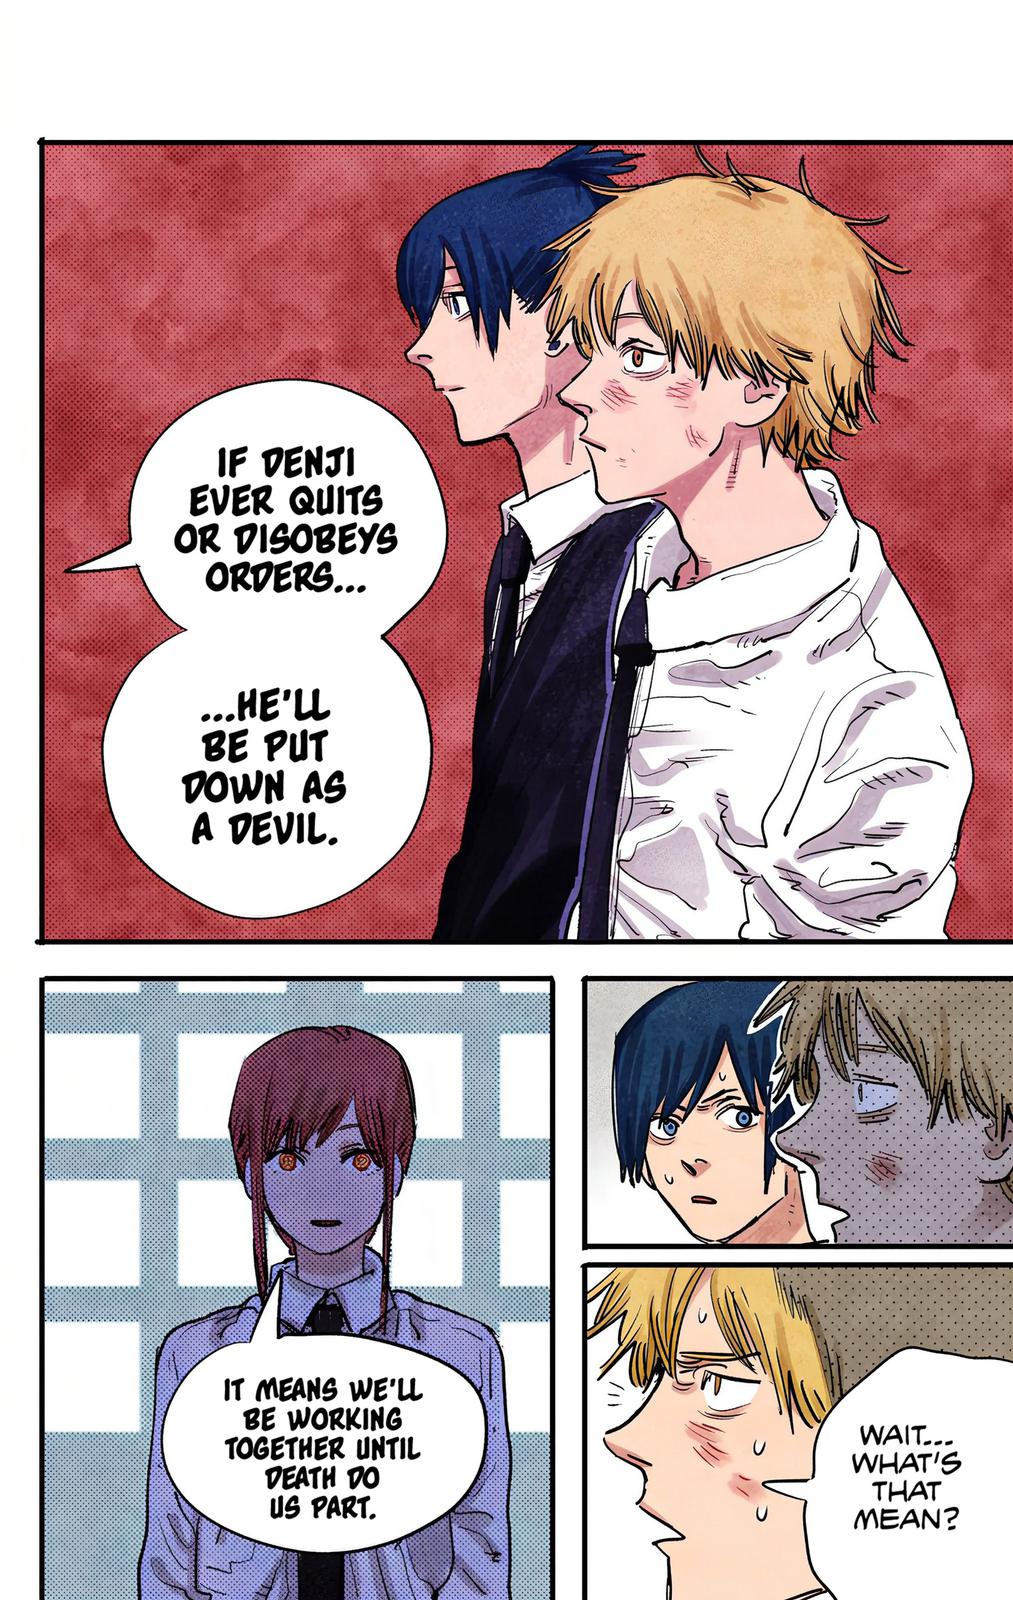 IF DENJI
EVER QUITS
OR DISOBEYS
ORDERS...
...HE'LL
BE PUT
DOWN AS
A DEVIL.
WAIT...
WHAT'S
THAT
MEAN?
IT MEANS WE'LL
BE WORKING
TOGETHER UNTIL
DEATH DO
US PART.